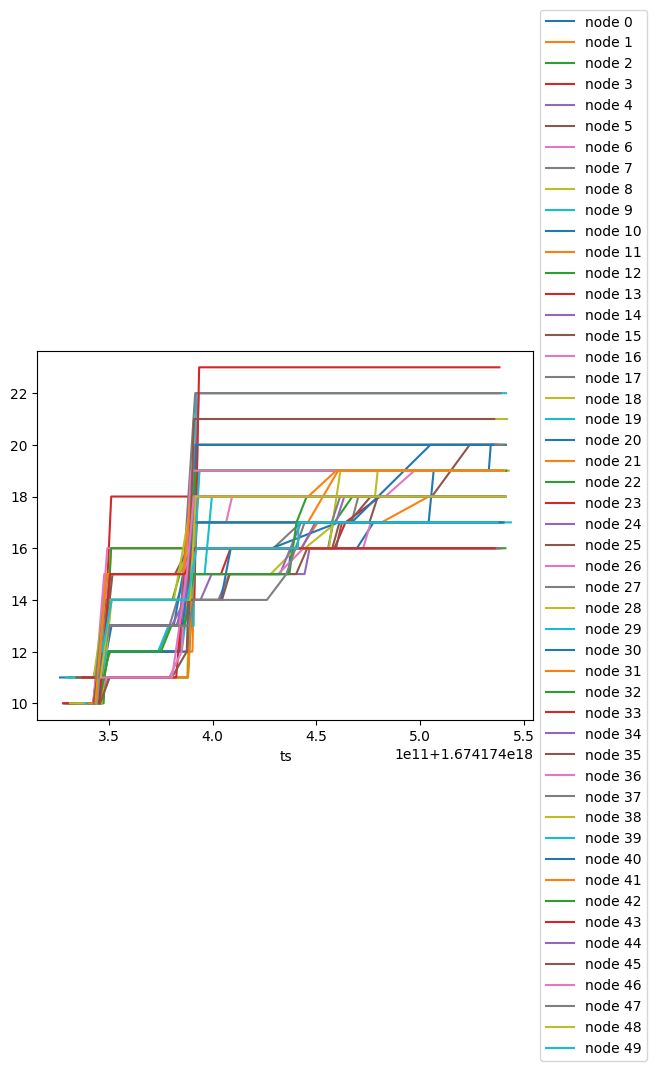 node 0
node 1
node 2
node 3
node 4
node 5
node 6
node 7
node 8
node 9
node 10
node 11
node 12
node 13
node 14
node 15
node 16
node 17
node 18
node 19
node 20
node 21
node 22
node 23
node 24
node 25
node 26
node 27
node 28
node 29
node 30
node 31
node 32
node 33
node 34
node 35
node 36
node 37
node 38
node 39
node 40
node 41
node 42
node 43
node 44
node 45
node 46
node 47
node 48
node 49
22
20
18
16
14
12
10
3.5 4.0 4.5 5.0 5.5
ts
1e11+1.674174e18